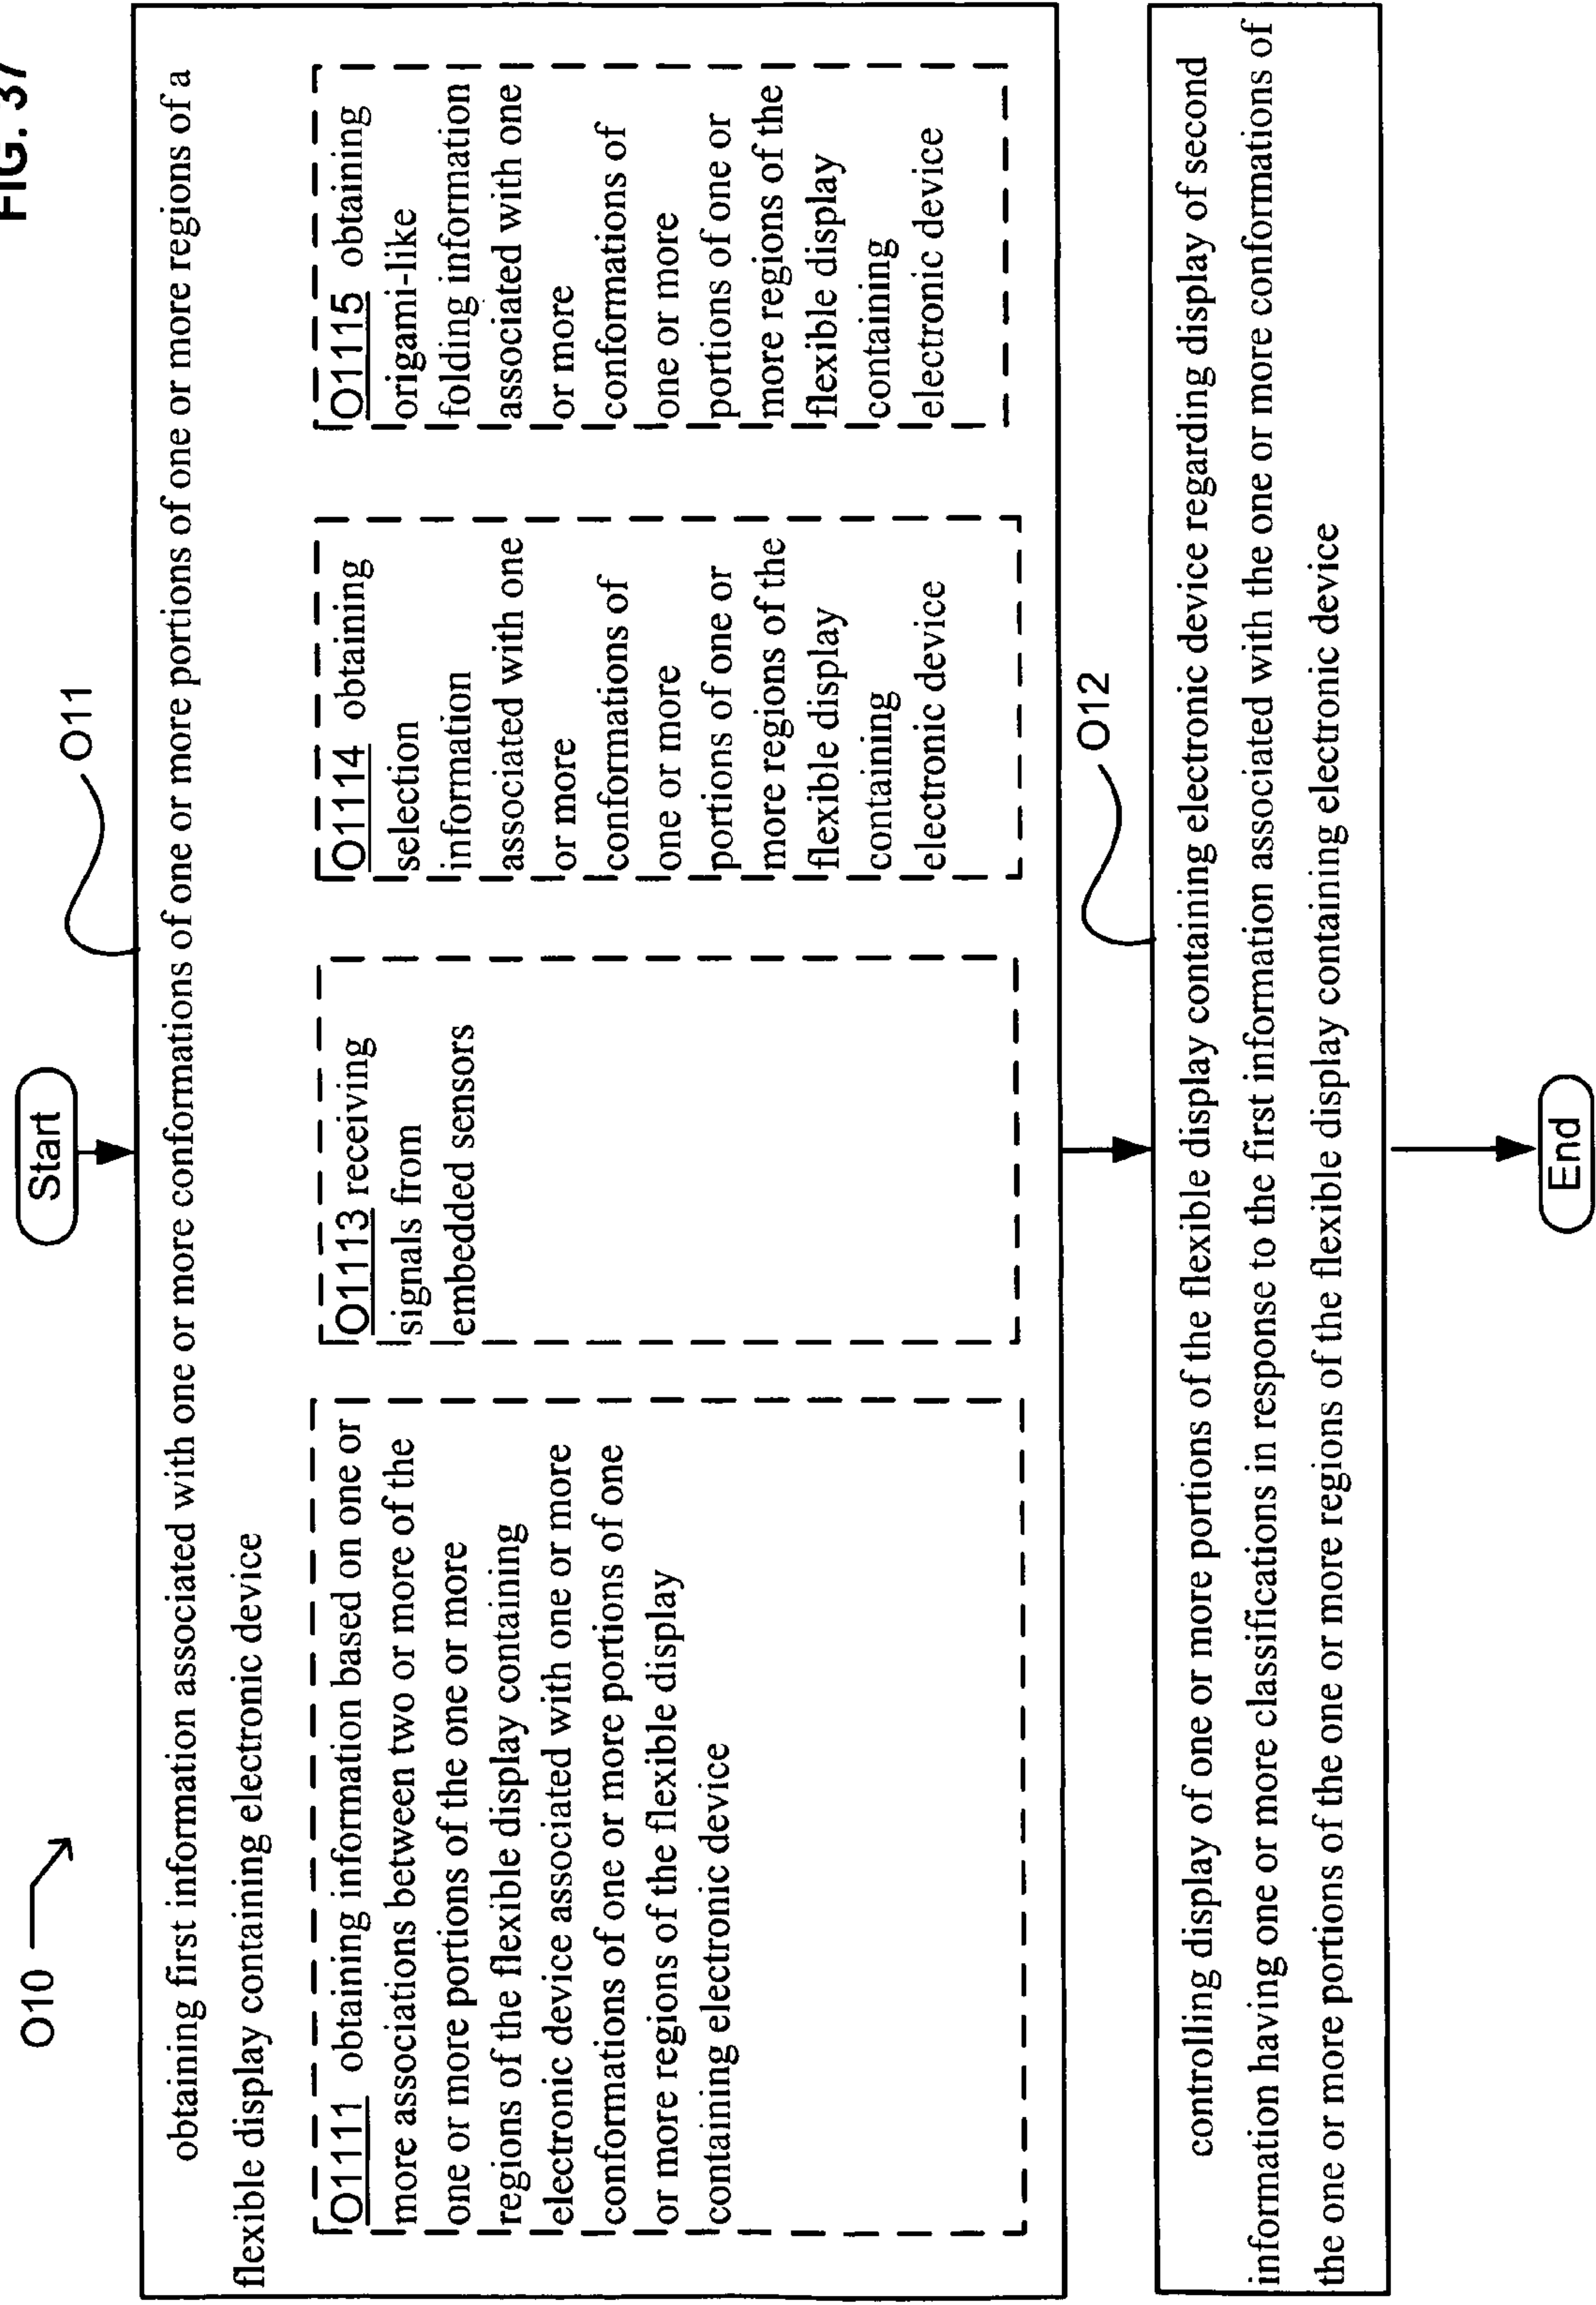 FIG. 37
O10
Start
O11
obtaining first information associated with one or more conformations of one or more portions of one or more regions of a
flexible display containing electronic device
O1111 obtaining information based on one or
more associations between two or more of the
one or more portions of the one or more
regions of the flexible display containing
electronic device associated with one or more
conformations of one or more portions of one
or more regions of the flexible display
containing electronic device
O1113 receiving
signals from
embedded sensors
O1114 obtaining
selection
information
associated with one
or more
conformations of
one or more
portions of one or
more regions of the
flexible display
containing
electronic device
O1115 obtaining
origami-like
folding information
associated with one
or more
conformations of
one or more
portions of one or
more regions of the
flexible display
containing
electronic device
O12
controlling display of one or more portions of the flexible display containing electronic device regarding display of second
information having one or more classifications in response to the first information associated with the one or more conformations of
the one or more portions of the one or more regions of the flexible display containing electronic device
End